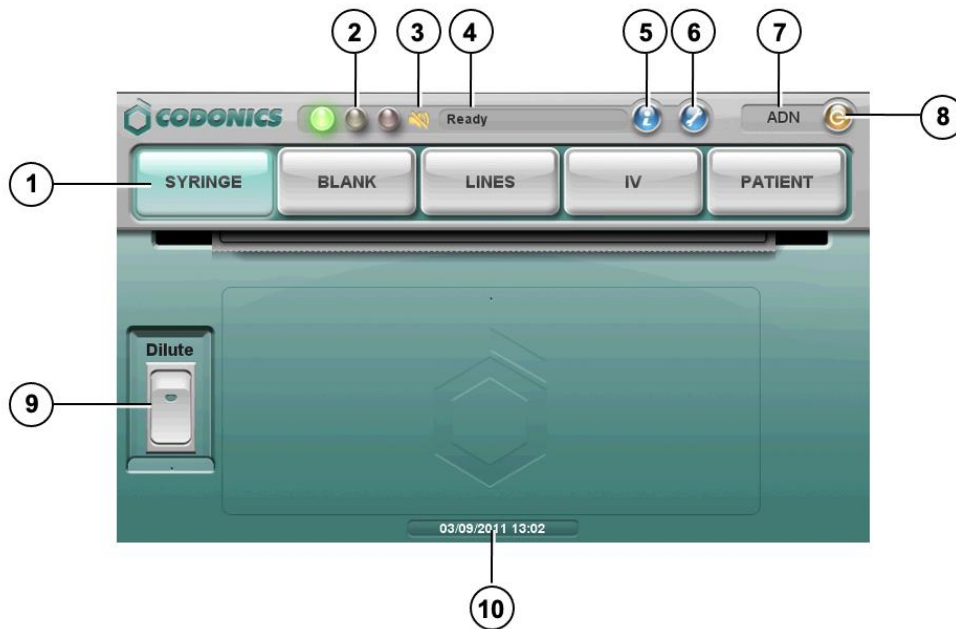 2 3 4 5 6 7
CODONICS Ready ADN 8
1 SYRINGE BLANK LINES IV PATIENT
Dilute
9
03/09/2011 13:02
10